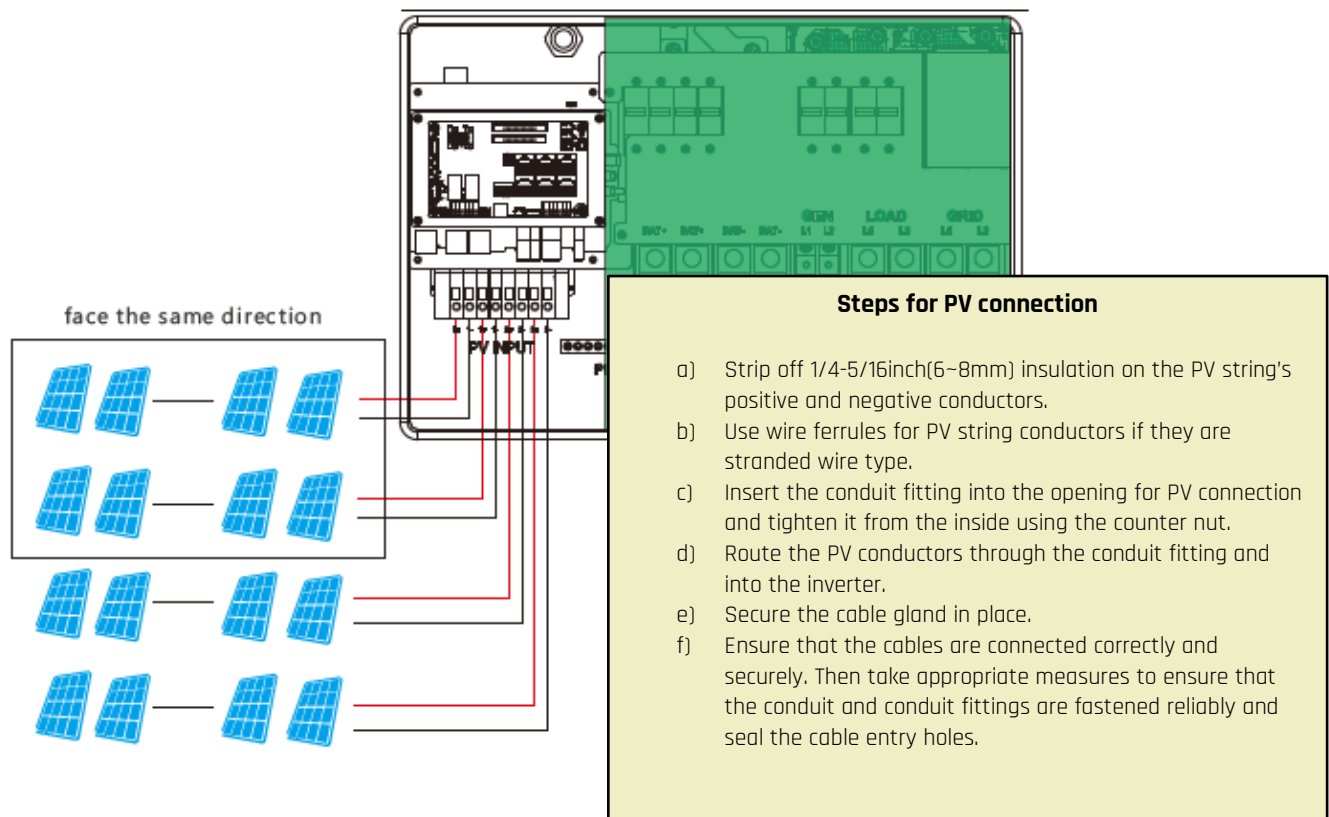 GEN LOAD GRID
BAT+ BAT+ BAT- BAT- L1 L2 L1 L2 L1 L2
face the same direction
PV INPUT
Steps for PV connection
a) Strip off 1/4-5/16inch(6~8mm) insulation on the PV string's
positive and negative conductors.
b) Use wire ferrules for PV string conductors if they are
stranded wire type.
c) Insert the conduit fitting into the opening for PV connection
and tighten it from the inside using the counter nut.
d) Route the PV conductors through the conduit fitting and
into the inverter.
e) Secure the cable gland in place.
f) Ensure that the cables are connected correctly and
securely. Then take appropriate measures to ensure that
the conduit and conduit fittings are fastened reliably and
seal the cable entry holes.